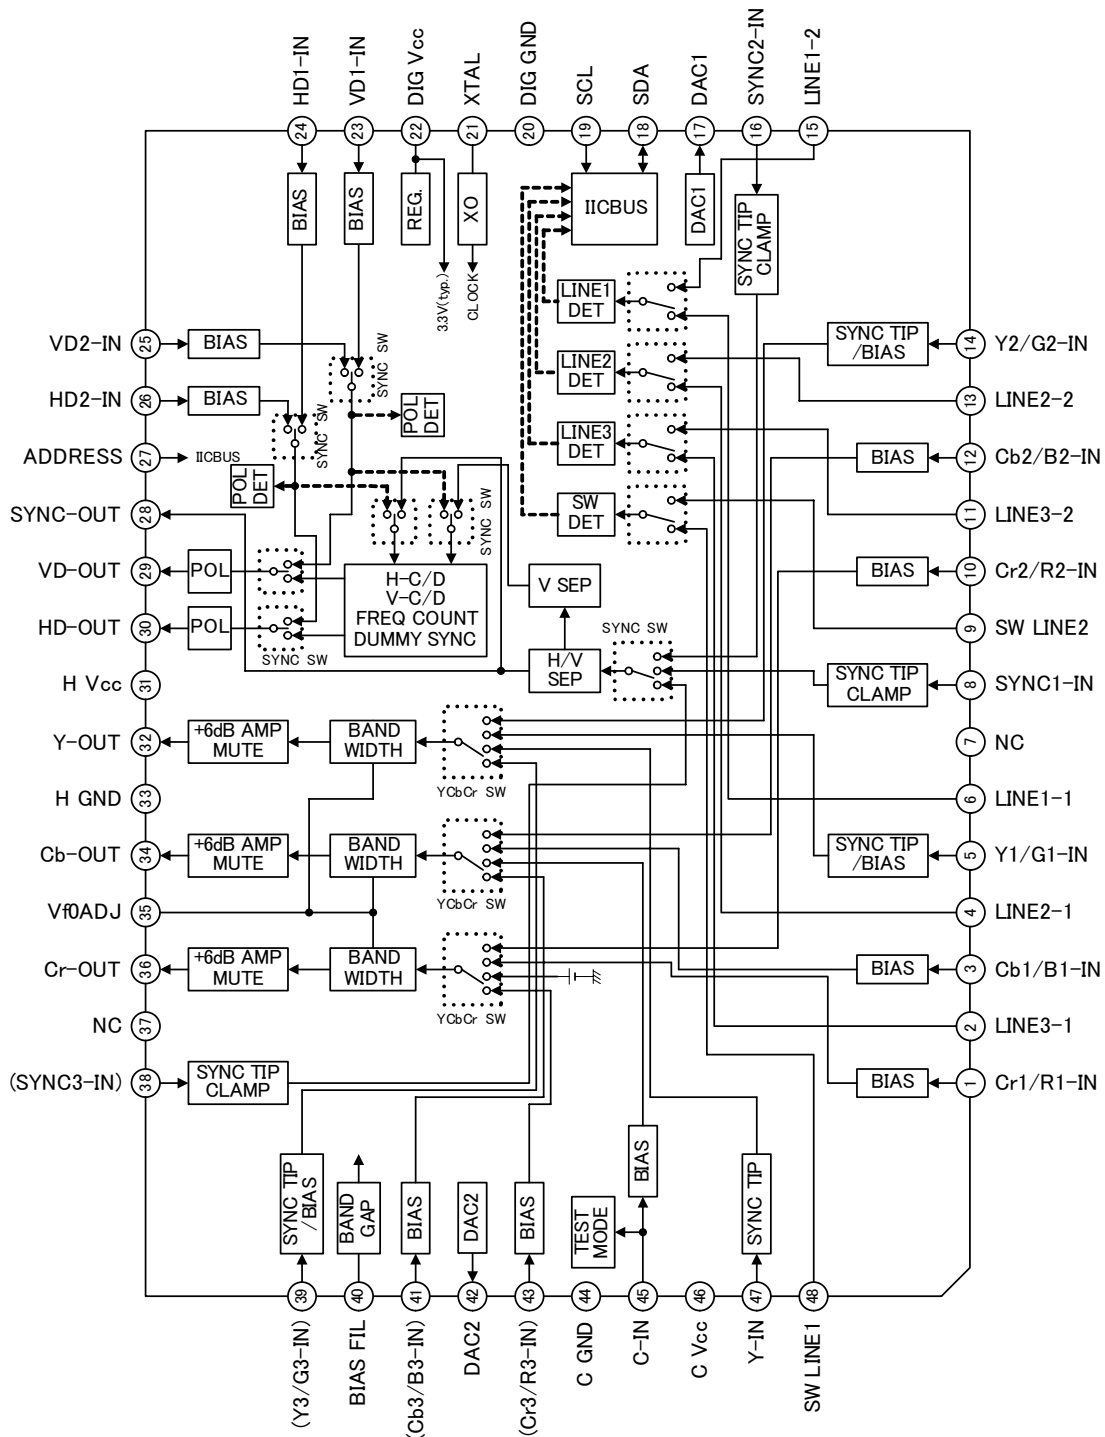 HD1-IN
VD1-IN
DIG Vcc
XTAL
DIG GND
SCL
SDA
DAC1
SYNC2-IN
LINE1-2
24
23
22
21
20
19
18
17
16
15
BIAS
BIAS
REG.
XO
IICBUS
DAC1
SYNC TIP
CLAMP
3.3V(typ.)
CLOCK
LINE1
DET
VD2-IN
25
BIAS
SYNC SW
LINE2
DET
SYNC TIP
/BIAS
14
Y2/G2-IN
HD2-IN
26
BIAS
SYNC SW
POL
DET
13
LINE2-2
ADDRESS
27
IICBUS
POL
DET
LINE3
DET
BIAS
12
Cb2/B2-IN
SYNC-OUT
28
SYNC SW
SW
DET
11
LINE3-2
VD-OUT
29
POL
H-C/D
V-C/D
FREQ COUNT
DUMMY SYNC
V SEP
BIAS
10
Cr2/R2-IN
HD-OUT
30
POL
SYNC SW
SYNC SW
9
SW LINE2
H Vcc
31
H/V
SEP
SYNC TIP
CLAMP
8
SYNC1-IN
Y-OUT
32
+6dB AMP
MUTE
BAND
WIDTH
YCbCr SW
7
NC
H GND
33
6
LINE1-1
Cb-OUT
34
+6dB AMP
MUTE
BAND
WIDTH
YCbCr SW
SYNC TIP
/BIAS
5
Y1/G1-IN
Vf0ADJ
35
4
LINE2-1
Cr-OUT
36
+6dB AMP
MUTE
BAND
WIDTH
YCbCr SW
BIAS
3
Cb1/B1-IN
NC
37
2
LINE3-1
(SYNC3-IN)
38
SYNC TIP
CLAMP
BIAS
1
Cr1/R1-IN
SYNC TIP
/BIAS
BAND
GAP
BIAS
DAC2
BIAS
TEST
MODE
BIAS
SYNC TIP
39
40
41
42
43
44
45
46
47
48
(Y3/G3-IN)
BIAS FIL
(Cb3/B3-IN)
DAC2
(Cr3/R3-IN)
C GND
C-IN
C Vcc
Y-IN
SW LINE1